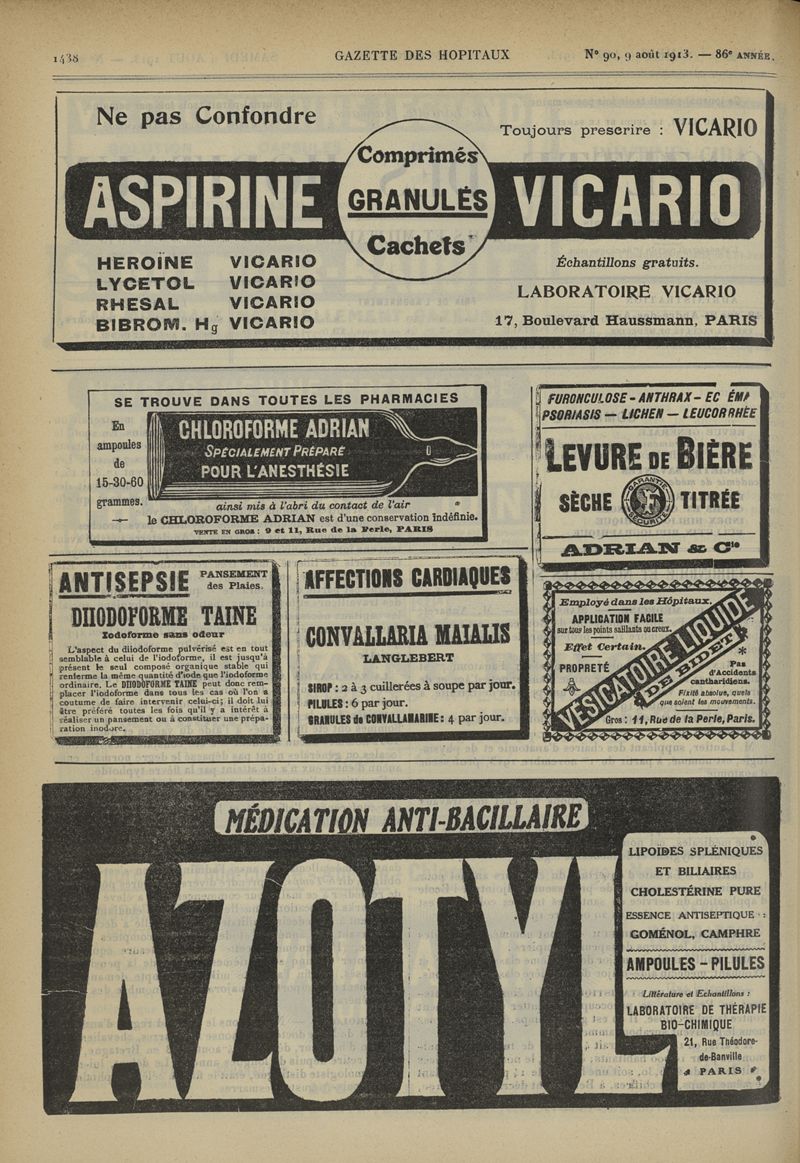 1438
GAZETTE DES HOPITAUX
N° 90, 9 août 1913. — 86e ANNÉE.
Ne pas Confondre
Toujours prescrire : VICARIO
Comprimés
ASPIRINE GRANULÉS VICARIO
Cachets
HEROÏNE VICARIO
LYCETOL VICARIO
RHESAL VICARIO
BIBROM. Hg VICARIO
Échantillons gratuits.
LABORATOIRE VICARIO
17, Boulevard Haussmann, PARIS
SE TROUVE DANS TOUTES LES PHARMACIES
En
ampoules
de
15-30-60
grammes.
CHLOROFORME ADRIAN
SPÉCIALEMENT PRÉPARÉ
POUR L'ANESTHÉSIE
ainsi mis à l'abri du contact de l'air
le CHLOROFORME ADRIAN est d'une conservation indéfinie.
VENTE EN GROS : 9 et 11, Rue de la Perle, PARIS
FURONCULOSE - ANTHRAX - EC ÉMA
PSORIASIS — LICHEN — LEUCORRHÉE
LEVURE DE BIÈRE
SÈCHE TITRÉE
GARANTIE
SÉCURITÉ
ADRIAN & Cie
ANTISEPSIE PANSEMENT
des Plaies.
DIIODOFORME TAINE
Iodoforme sans odeur
L'aspect du diiodoforme pulvérisé est en tout
semblable à celui de l'iodoforme, il est jusqu'à
présent le seul composé organique stable qui
renferme la même quantité d'iode que l'iodoforme
ordinaire. Le DIIODOFORME TAINE peut donc rem-
placer l'iodoforme dans tous les cas où l'on a
coutume de faire intervenir celui-ci; il doit lui
être préféré toutes les fois qu'il y a intérêt à
réaliser un pansement ou à constituer une prépa-
ration inodore.
AFFECTIONS CARDIAQUES
CONVALLARIA MAIALIS
LANGLEBERT
SIROP : 2 à 3 cuillerées à soupe par jour.
PILULES : 6 par jour.
GRANULES de CONVALLAMARINE : 4 par jour.
Employé dans les Hôpitaux.
APPLICATION FACILE
sur tous les points saillants ou creux.
Effet Certain.
PROPRETÉ
VÉSICATOIRE LIQUIDE
DE BIDET
Pas
d'Accidents
cantharidiens.
Fixité absolue, quels
que soient les mouvements.
Gros : 11, Rue de la Perle, Paris.
MÉDICATION ANTI-BACILLAIRE
AZOTYL
LIPOÏDES SPLÉNIQUES
ET BILIAIRES
CHOLESTÉRINE PURE
ESSENCE ANTISEPTIQUE :
GOMÉNOL, CAMPHRE
AMPOULES - PILULES
Littérature et Echantillons :
LABORATOIRE DE THÉRAPIE
BIO-CHIMIQUE
21, Rue Théodore-
de-Banville
PARIS